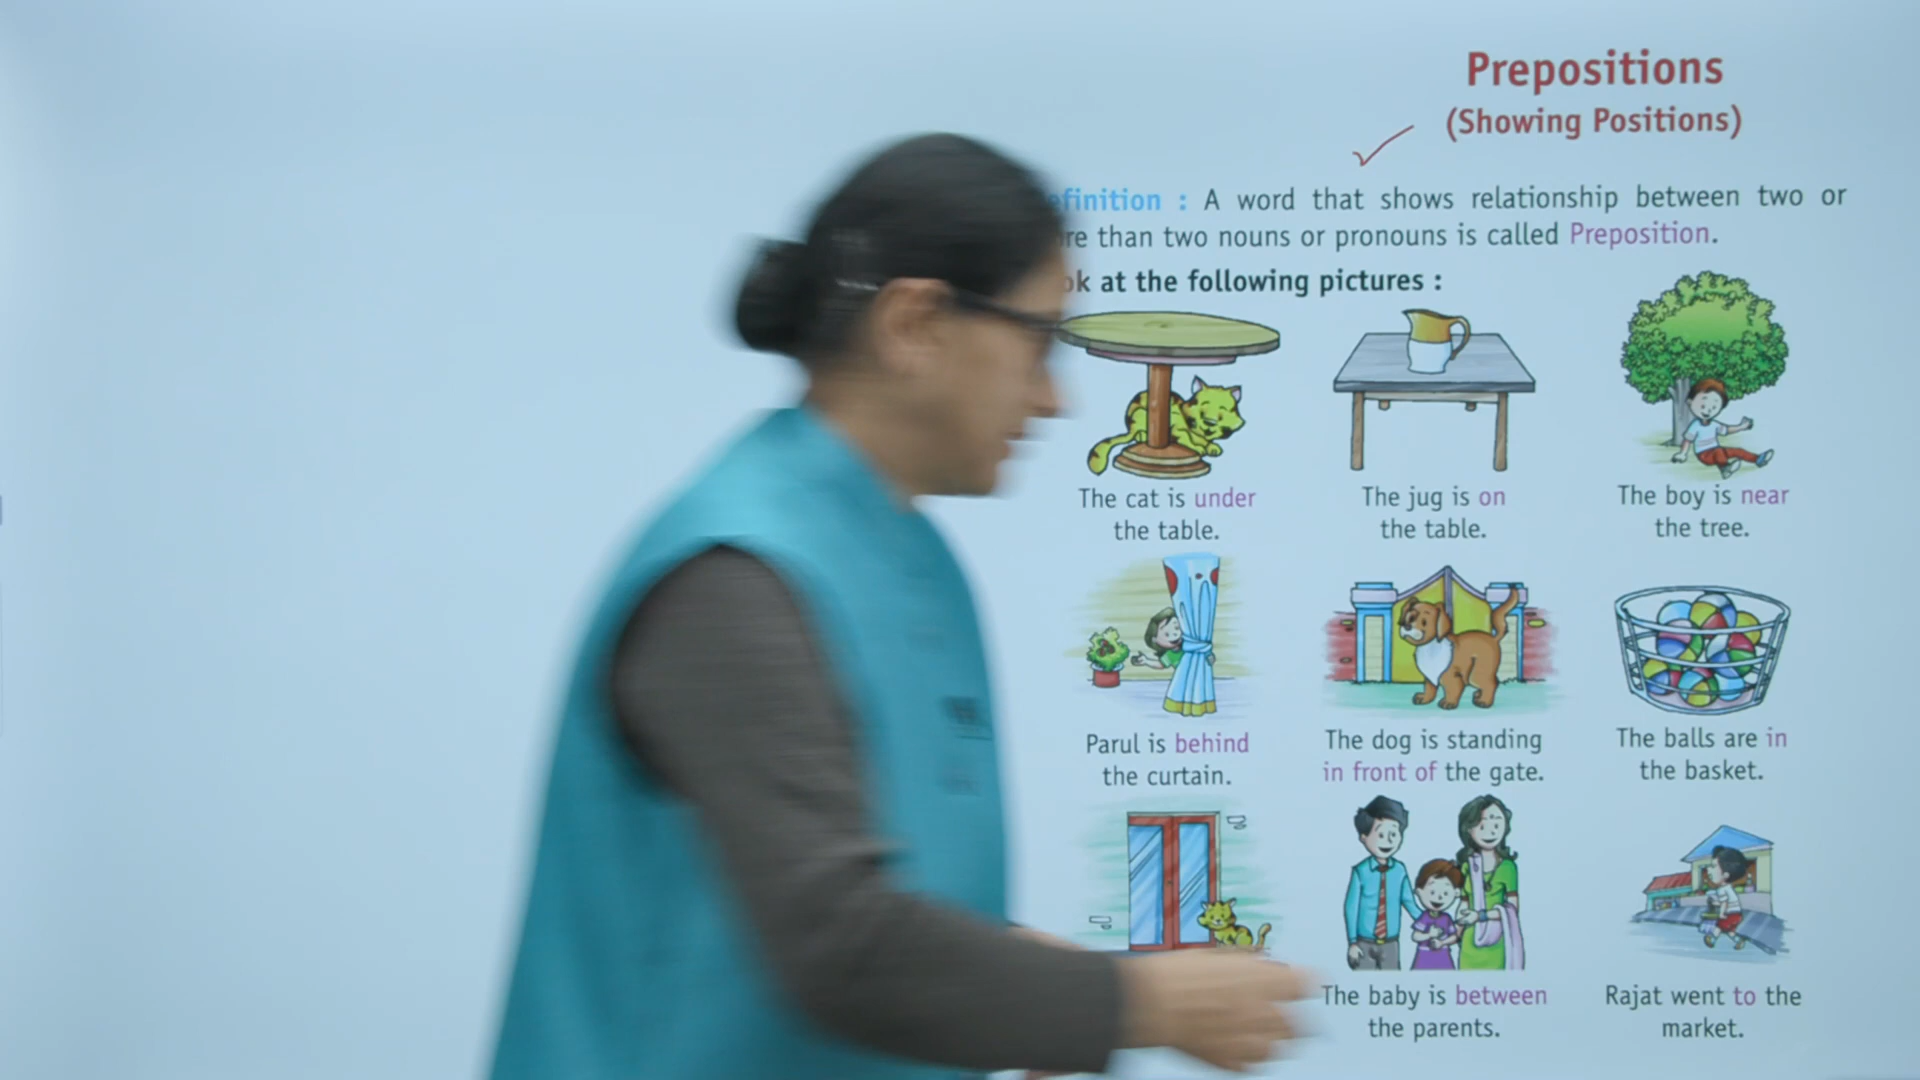 Prepositions
(Showing Positions)
: A word that shows relationship between two or
than two nouns or pronouns is called Preposition.
at the following pictures :
The cat is under
the table.
The jug is on
the table.
The boy is near
the tree.
Parul is behind
the curtain.
The dog is standing
in front of the gate.
The balls are in
the basket.
The baby is between
the parents.
Rajat went to the
market.